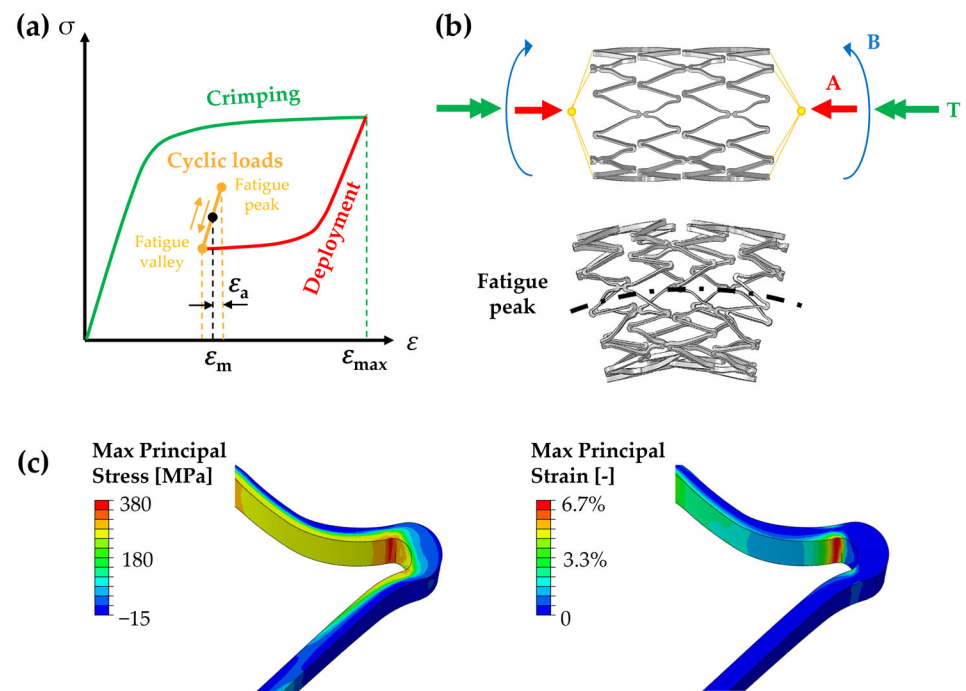 (a)
σ
Crimping
Cyclic loads
Fatigue
peak
Fatigue
valley
Deployment
εa
εm
εmax
ε
(b)
B
A
T
Fatigue
peak
(c)
Max Principal
Stress [MPa]
380
180
−15
Max Principal
Strain [-]
6.7%
3.3%
0